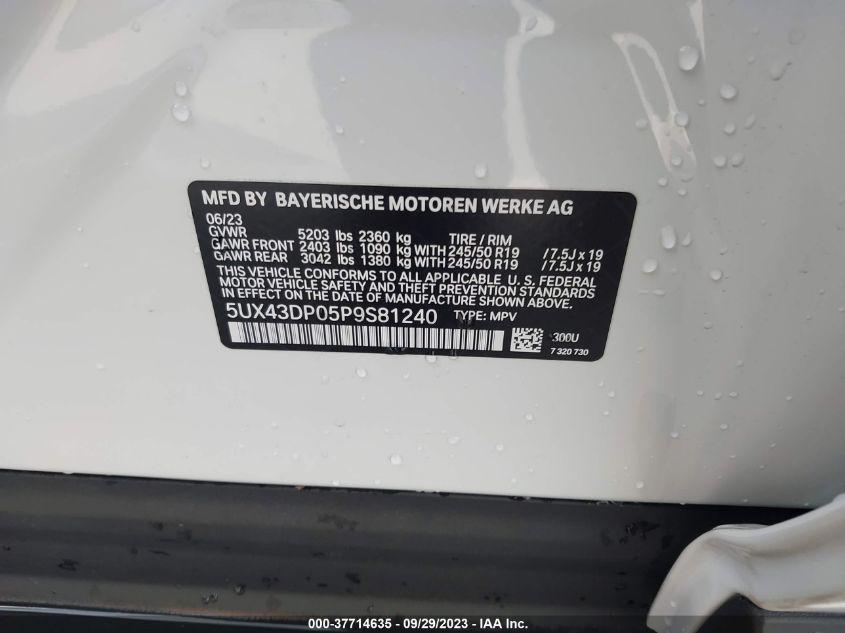 MFD BY BAYERISCHE MOTOREN WERKE AG
06/23
GVWR 5203 lbs 2360 kg TIRE / RIM
GAWR FRONT 2403 lbs 1090 kg WITH 245/50 R19 /7.5J x 19
GAWR REAR 3042 lbs 1380 kg WITH 245/50 R19 /7.5J x 19
THIS VEHICLE CONFORMS TO ALL APPLICABLE U. S. FEDERAL
MOTOR VEHICLE SAFETY AND THEFT PREVENTION STANDARDS
IN EFFECT ON THE DATE OF MANUFACTURE SHOWN ABOVE.
5UX43DP05P9S81240 TYPE: MPV
300U
7 320 730
000-37714635 - 09/29/2023 - IAA Inc.